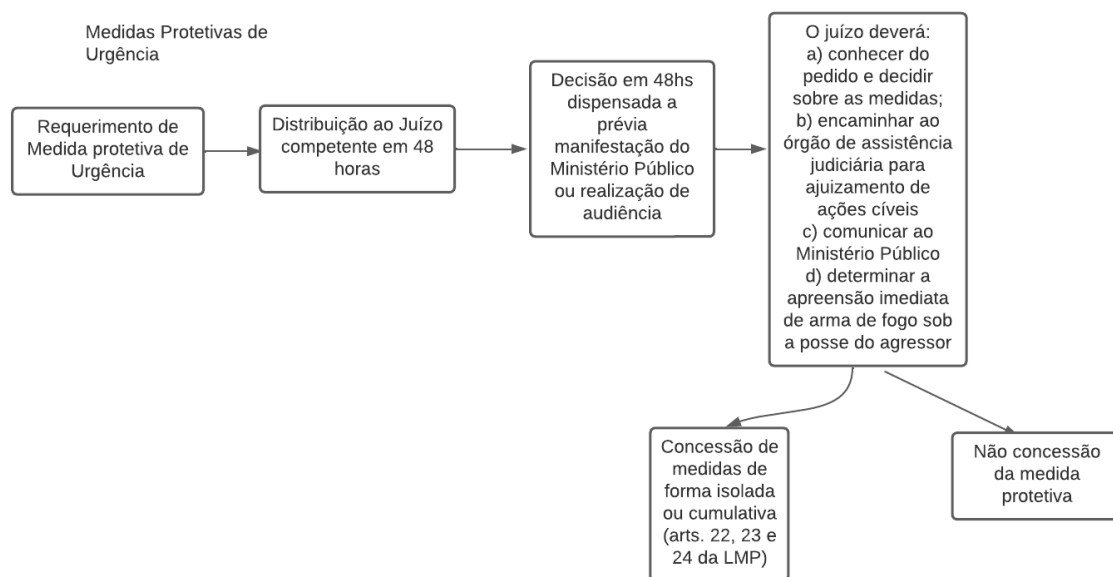 Medidas Protetivas de
Urgência
Requerimento de
Medida protetiva de
Urgência
Distribuição ao Juízo
competente em 48
horas
Decisão em 48hs
dispensada a
prévia
manifestação do
Ministério Público
ou realização de
audiência
O juízo deverá:
a) conhecer do
pedido e decidir
sobre as medidas;
b) encaminhar ao
órgão de assistência
judiciária para
ajuizamento de
ações cíveis
c) comunicar ao
Ministério Público
d) determinar a
apreensão imediata
de arma de fogo sob
a posse do agressor
Concessão de
medidas de
forma isolada
ou cumulativa
(arts. 22, 23 e
24 da LMP)
Não concessão
da medida
protetiva